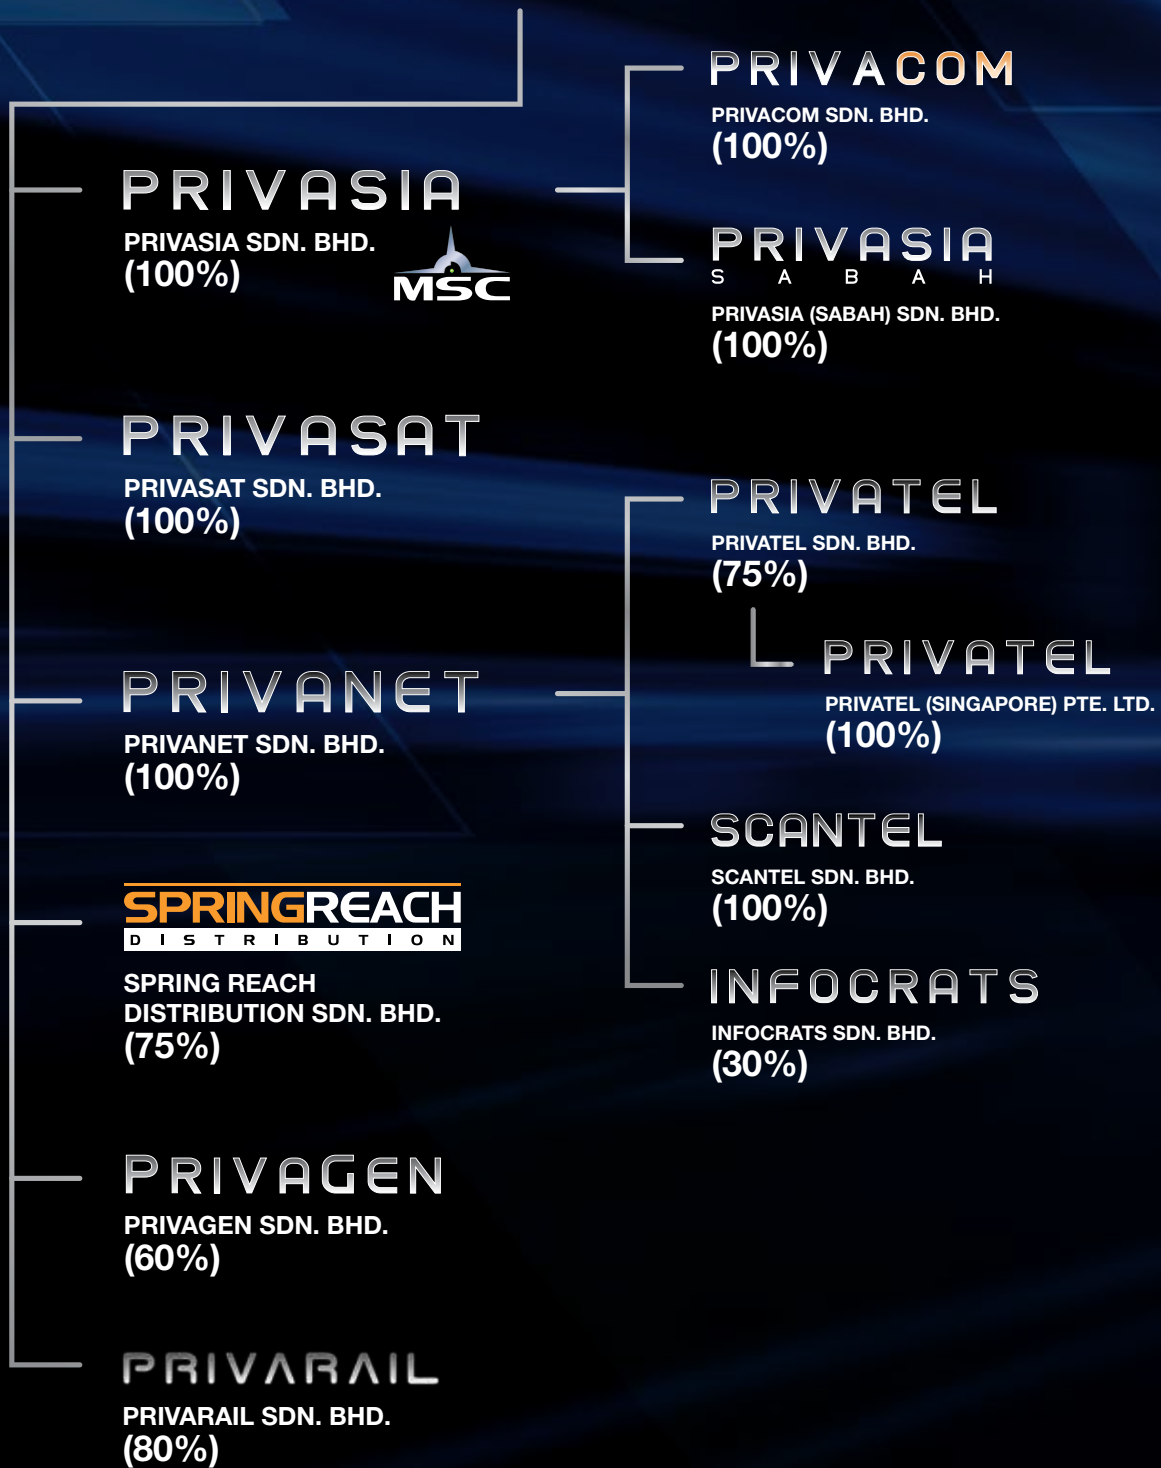 PRIVASIA
PRIVASIA SDN. BHD.
(100%)
MSC
PRIVACOM
PRIVACOM SDN. BHD.
(100%)
PRIVASIA
SABAH
PRIVASIA (SABAH) SDN. BHD.
(100%)
PRIVASAT
PRIVASAT SDN. BHD.
(100%)
PRIVANET
PRIVANET SDN. BHD.
(100%)
PRIVATEL
PRIVATEL SDN. BHD.
(75%)
PRIVATEL
PRIVATEL (SINGAPORE) PTE. LTD.
(100%)
SCANTEL
SCANTEL SDN. BHD.
(100%)
INFOCRATS
INFOCRATS SDN. BHD.
(30%)
SPRINGREACH
DISTRIBUTION
SPRING REACH
DISTRIBUTION SDN. BHD.
(75%)
PRIVAGEN
PRIVAGEN SDN. BHD.
(60%)
PRIVARAIL
PRIVARAIL SDN. BHD.
(80%)